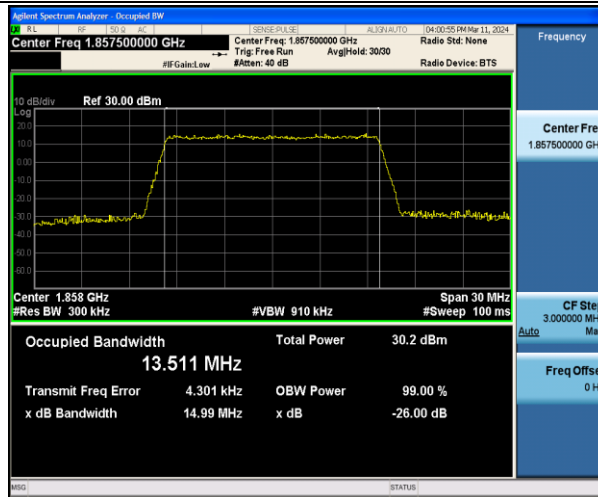 Agilent Spectrum Analyzer - Occupied BW
RL RF 50 Ω AC SENSE:PULSE ALIGNAUTO 04:00:55 PM Mar 11, 2024
Center Freq 1.857500000 GHz Center Freq: 1.857500000 GHz Radio Std: None
Trig: Free Run Avg|Hold: 30/30
#IFGain:Low #Atten: 40 dB Radio Device: BTS
10 dB/div Ref 30.00 dBm
Log
20.0
10.0
0.00
-10.0
-20.0
-30.0
-40.0
-50.0
-60.0
Center 1.858 GHz Span 30 MHz
#Res BW 300 kHz #VBW 910 kHz #Sweep 100 ms
Occupied Bandwidth Total Power 30.2 dBm
13.511 MHz
Transmit Freq Error 4.301 kHz OBW Power 99.00 %
x dB Bandwidth 14.99 MHz x dB -26.00 dB
MSG STATUS
Frequency
Center Fre
1.857500000 GH
CF Ste
3.000000 MH
Auto Ma
Freq Offse
0 H